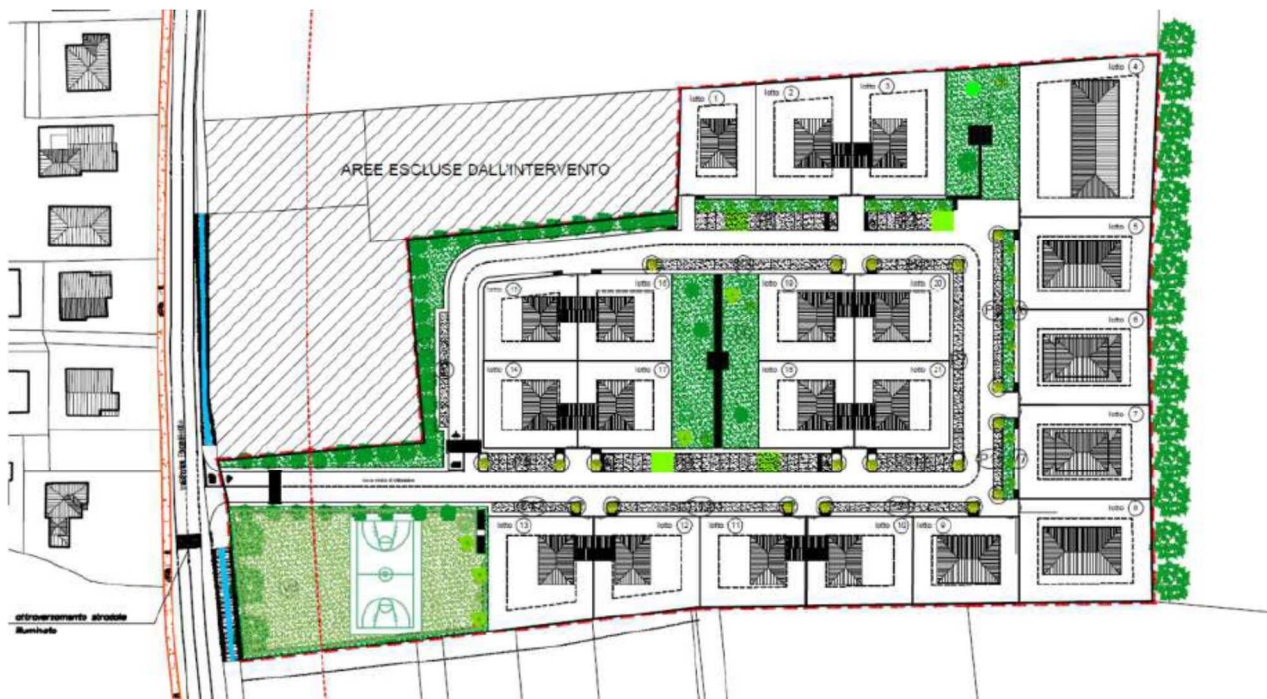 lotto 1
lotto 2
lotto 3
lotto 4
AREE ESCLUSE DALL'INTERVENTO
lotto 5
lotto 15
lotto 16
lotto 19
lotto 20
lotto 6
lotto 14
lotto 17
lotto 18
lotto 21
lotto 7
lotto 8
lotto 13
lotto 12
lotto 11
lotto 10
lotto 9
attraversamento stradale
illuminato